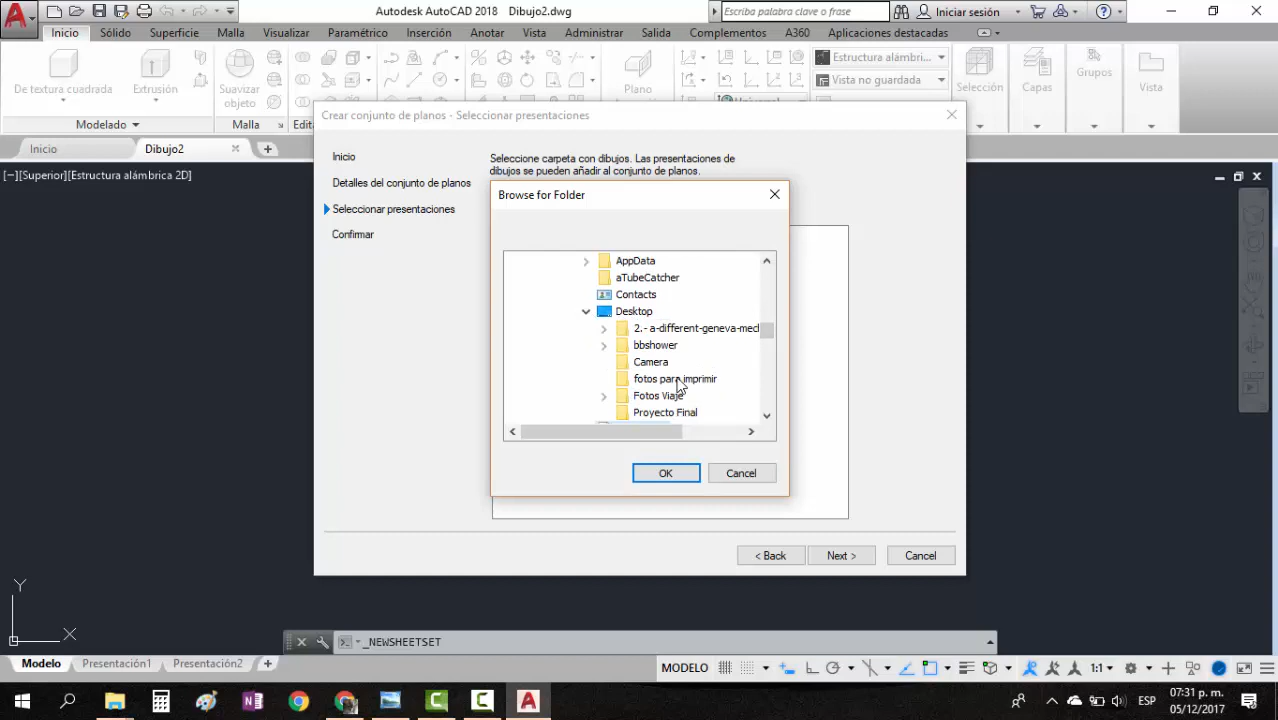 Autodesk AutoCAD 2018 Dibujo2.dwg
Escriba palabra clave o frase
Iniciar sesión
Inicio Sólido Superficie Malla Visualizar Paramétrico Inserción Anotar Vista Administrar Salida Complementos A360 Aplicaciones destacadas
De textura cuadrada
Extrusión
Suavizar
objeto
Plano
Estructura alámbri...
Vista no guardada
Universal
Selección
Capas
Grupos
Vista
Modelado
Malla
Edita
Crear conjunto de planos - Seleccionar presentaciones
Inicio
Dibujo2
[−][Superior][Estructura alámbrica 2D]
Inicio
Detalles del conjunto de planos
Seleccionar presentaciones
Confirmar
Seleccione carpeta con dibujos. Las presentaciones de
dibujos se pueden añadir al conjunto de planos.
Browse for Folder
AppData
aTubeCatcher
Contacts
Desktop
2.- a-different-geneva-mecl
bbshower
Camera
fotos para imprimir
Fotos Viaje
Proyecto Final
OK
Cancel
< Back
Next >
Cancel
Y
X
_NEWSHEETSET
Modelo
Presentación1
Presentación2
MODELO
1:1
ESP
07:31 p. m.
05/12/2017